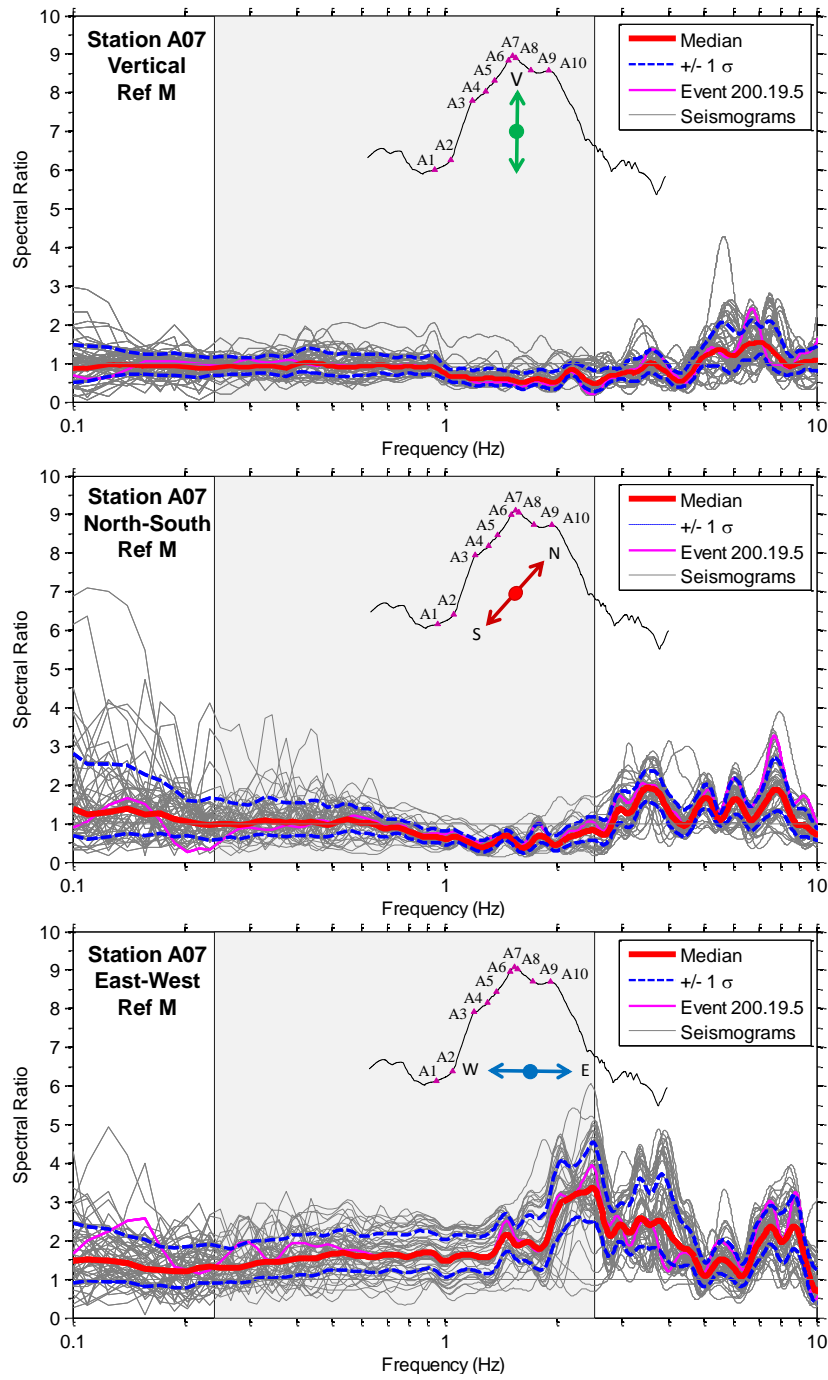 Station A07
Vertical
Ref M
Median
+/- 1 σ
Event 200.19.5
Seismograms
A1
A2
A3
A4
A5
A6
A7
A8
A9
A10
V
Spectral Ratio
10
9
8
7
6
5
4
3
2
1
0
0.1
1
10
Frequency (Hz)
Station A07
North-South
Ref M
Median
+/- 1 σ
Event 200.19.5
Seismograms
A1
A2
A3
A4
A5
A6
A7
A8
A9
A10
N
S
Spectral Ratio
10
9
8
7
6
5
4
3
2
1
0
0.1
1
10
Frequency (Hz)
Station A07
East-West
Ref M
Median
+/- 1 σ
Event 200.19.5
Seismograms
A1
A2
A3
A4
A5
A6
A7
A8
A9
A10
W
E
Spectral Ratio
10
9
8
7
6
5
4
3
2
1
0
0.1
1
10
Frequency (Hz)